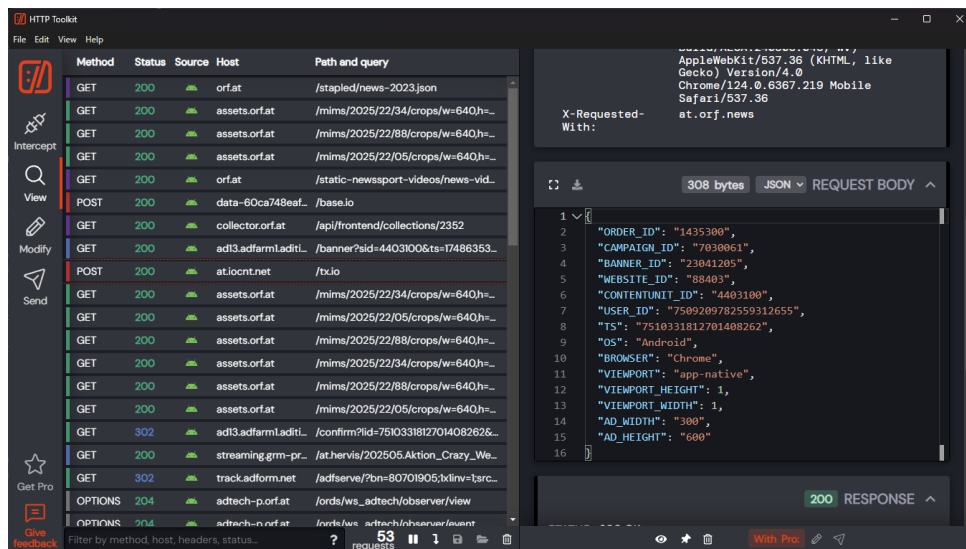 HTTP Toolkit
File Edit View Help
Method Status Source Host Path and query
GET 200 orf.at /stapled/news-2023.json
GET 200 assets.orf.at /mims/2025/22/34/crops/w=640,h=...
GET 200 assets.orf.at /mims/2025/22/88/crops/w=640,h=...
GET 200 assets.orf.at /mims/2025/22/05/crops/w=640,h=...
GET 200 orf.at /static-newssport-videos/news-vid...
POST 200 data-60ca748eaf... /base.io
GET 200 collector.orf.at /api/frontend/collections/2352
GET 200 ad13.adfarm1.aditi... /banner?sid=4403100&ts=17486353...
POST 200 at.iocnt.net /tx.io
GET 200 assets.orf.at /mims/2025/22/34/crops/w=640,h=...
GET 200 assets.orf.at /mims/2025/22/05/crops/w=640,h=...
GET 200 assets.orf.at /mims/2025/22/88/crops/w=640,h=...
GET 200 assets.orf.at /mims/2025/22/34/crops/w=640,h=...
GET 200 assets.orf.at /mims/2025/22/88/crops/w=640,h=...
GET 200 assets.orf.at /mims/2025/22/05/crops/w=640,h=...
GET 302 ad13.adfarm1.aditi... /confirm?lid=7510331812701408262&...
GET 200 streaming.grm-pr... /at.hervis/202505.Aktion_Crazy_We...
GET 302 track.adform.net /adserve/?bn=80701905;1x1inv=1;src...
OPTIONS 204 adtech-p.orf.at /ords/ws_adtech/observer/view
OPTIONS 204 adtech-p.orf.at /ords/ws_adtech/observer/event
Intercept
View
Modify
Send
Get Pro
Give
feedback
Filter by method, host, headers, status...
?
53
requests
AppleWebKit/537.36 (KHTML, like
Gecko) Version/4.0
Chrome/124.0.6367.219 Mobile
Safari/537.36
X-Requested-With: at.orf.news
308 bytes JSON REQUEST BODY
1 {
2 "ORDER_ID": "1435300",
3 "CAMPAIGN_ID": "7030061",
4 "BANNER_ID": "23041205",
5 "WEBSITE_ID": "88403",
6 "CONTENTUNIT_ID": "4403100",
7 "USER_ID": "7509209782559312655",
8 "TS": "7510331812701408262",
9 "OS": "Android",
10 "BROWSER": "Chrome",
11 "VIEWPORT": "app-native",
12 "VIEWPORT_HEIGHT": 1,
13 "VIEWPORT_WIDTH": 1,
14 "AD_WIDTH": "300",
15 "AD_HEIGHT": "600"
16 }
200 RESPONSE
With Pro: